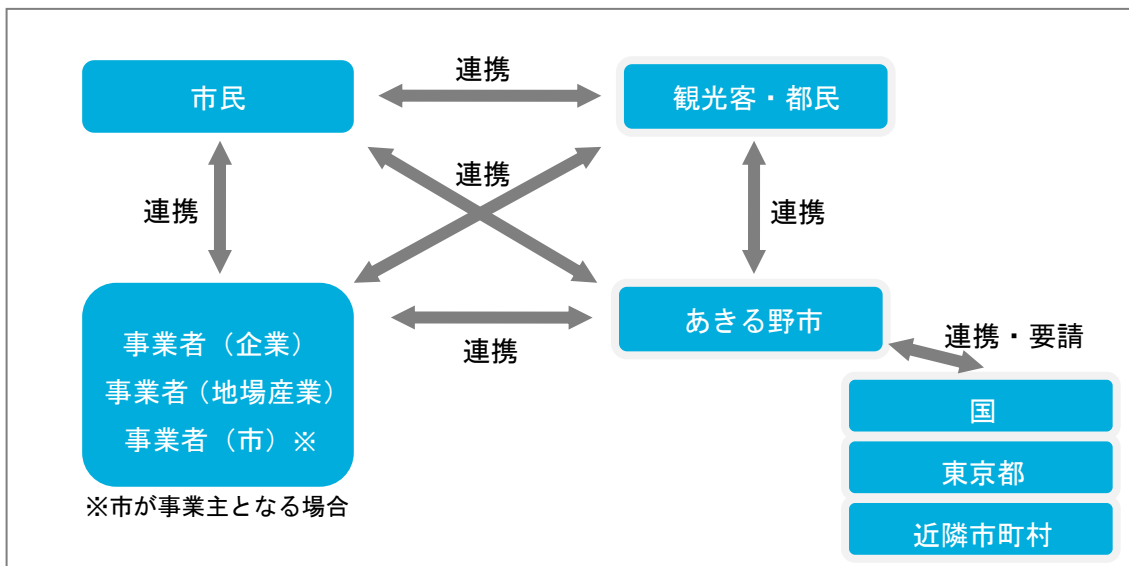 連携
市民
観光客・都民
連携
連携
連携
事業者（企業）
事業者（地場産業）
事業者（市）※
※市が事業主となる場合
連携
あきる野市
連携・要請
国
東京都
近隣市町村